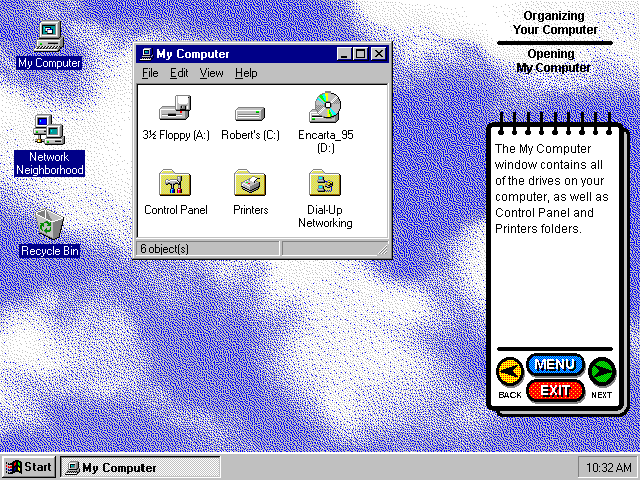 My Computer
Network
Neighborhood
Recycle Bin
My Computer
File Edit View Help
3½ Floppy (A:) Robert's (C:) Encarta_95
(D:)
Control Panel Printers Dial-Up
Networking
6 object(s)
Organizing
Your Computer
Opening
My Computer
The My Computer
window contains all
of the drives on your
computer, as well as
Control Panel and
Printers folders.
MENU
BACK EXIT NEXT
Start My Computer 10:32 AM